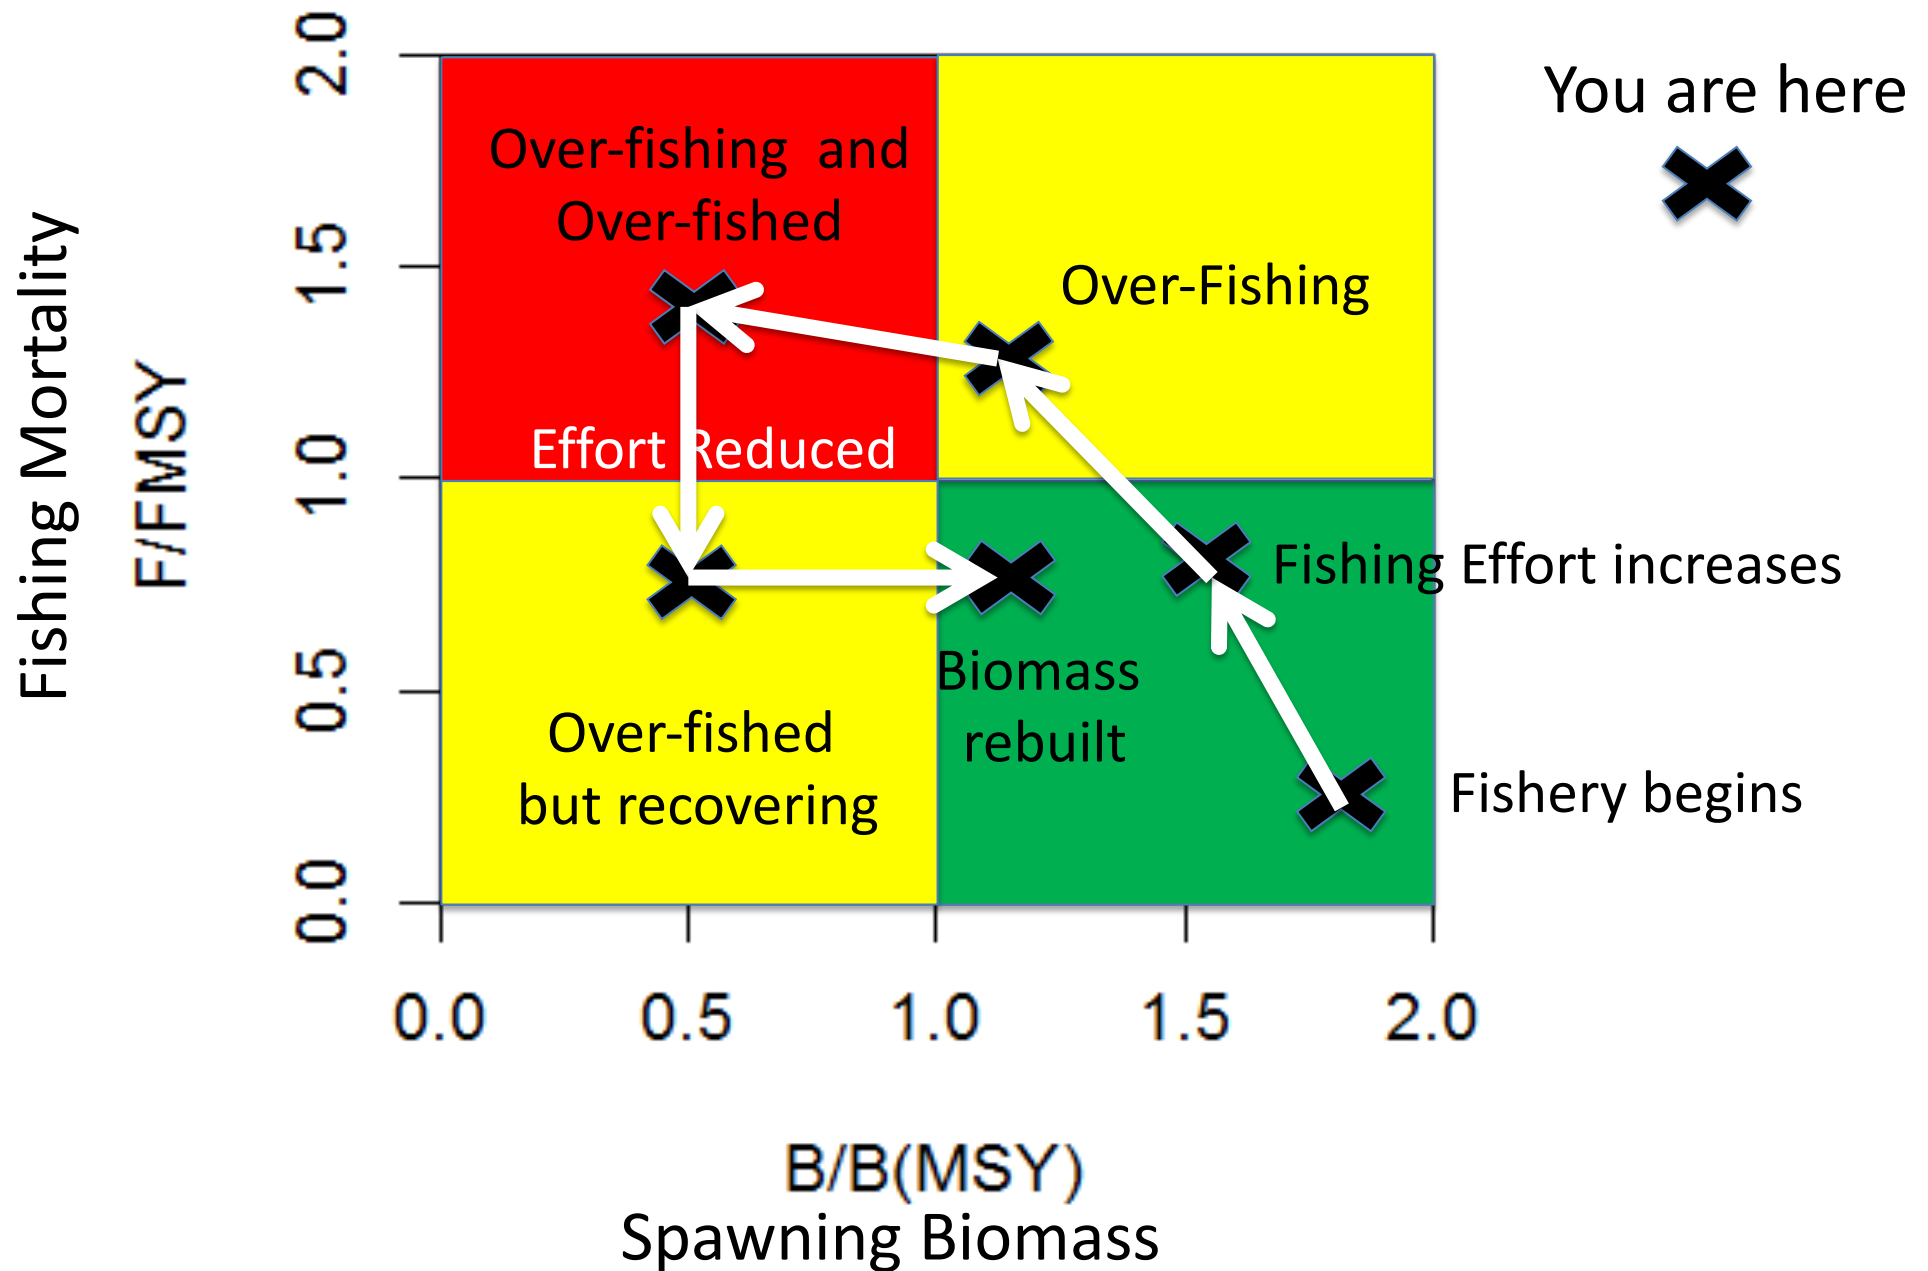 You are here
Over-fishing  and
Over-fished
Over-Fishing
Effort Reduced
Fishing Effort increases
Biomass
rebuilt
Over-fished
but recovering
Fishery begins
Fishing Mortality
F/FMSY
2.0
1.5
1.0
0.5
0.0
0.0 0.5 1.0 1.5 2.0
B/B(MSY)
Spawning Biomass